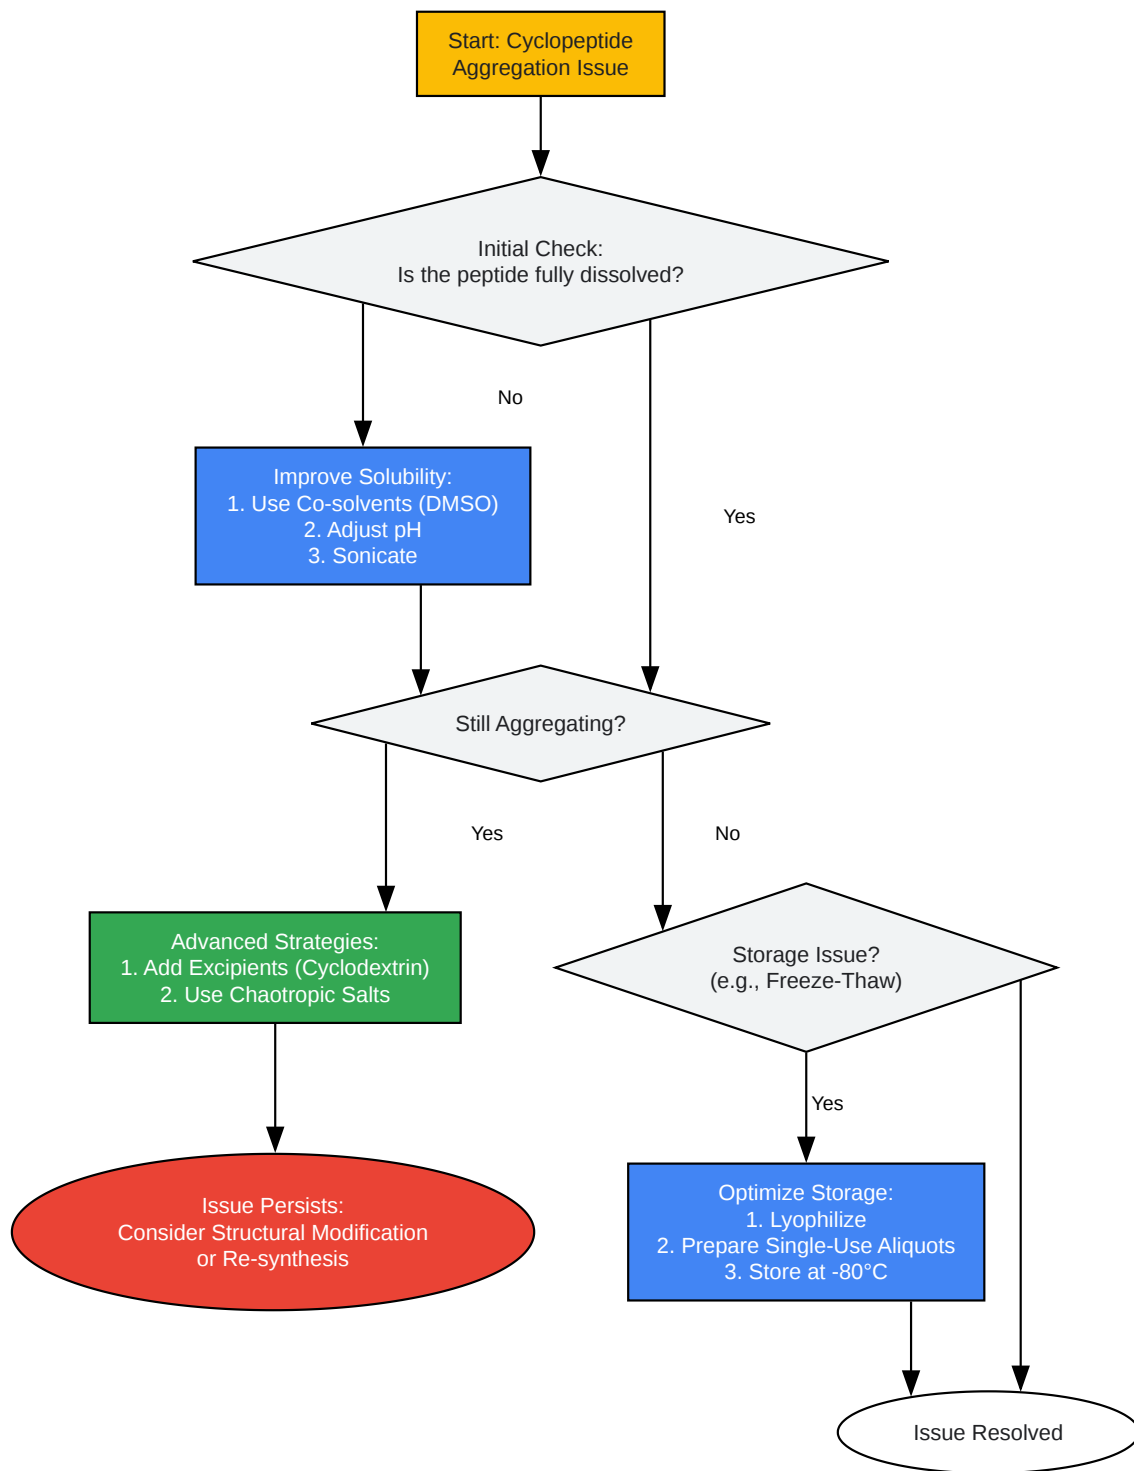 Start: Cyclopeptide
Aggregation Issue
Initial Check:
Is the peptide fully dissolved?
No
Improve Solubility:
1. Use Co-solvents (DMSO)
2. Adjust pH
3. Sonicate
Yes
Still Aggregating?
Yes
No
Advanced Strategies:
1. Add Excipients (Cyclodextrin)
2. Use Chaotropic Salts
Storage Issue?
(e.g., Freeze-Thaw)
Yes
Issue Persists:
Consider Structural Modification
or Re-synthesis
Optimize Storage:
1. Lyophilize
2. Prepare Single-Use Aliquots
3. Store at -80°C
Issue Resolved